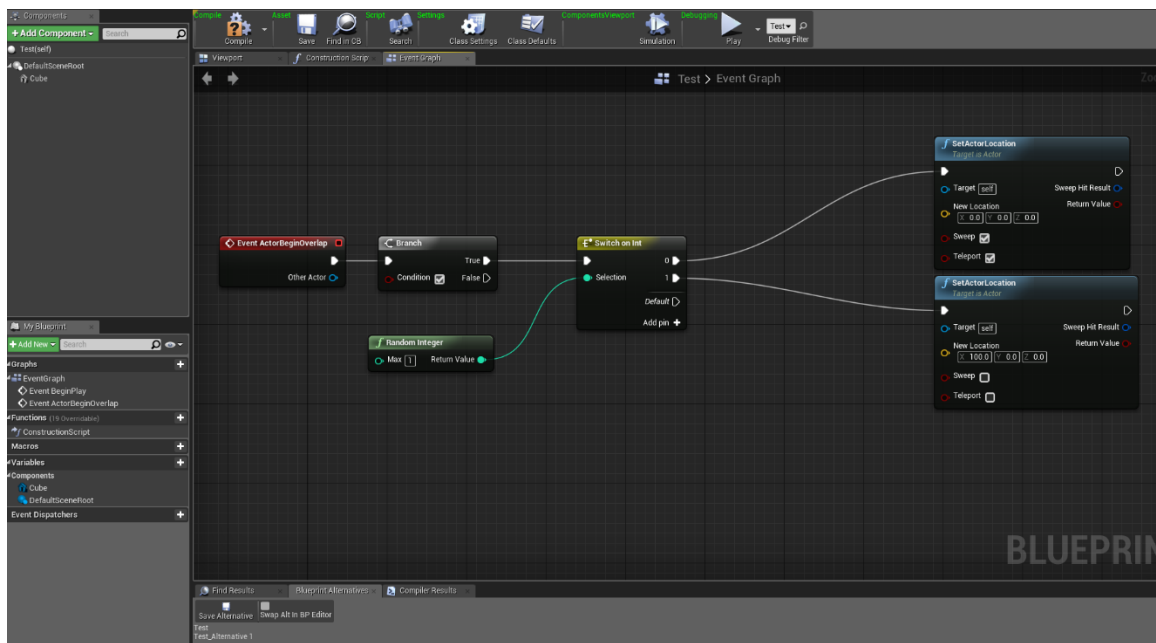 Components
+ Add Component
Search
Test(self)
DefaultSceneRoot
Cube
Compile
Asset
Script
Settings
ComponentsViewport
Debugging
Compile
Save
Find in CB
Search
Class Settings
Class Defaults
Simulation
Play
Test
Debug Filter
Viewport
Construction Scrip
Event Graph
Test > Event Graph
Zoo
Event ActorBeginOverlap
Other Actor
Branch
True
Condition
False
Random Integer
Max 1
Return Value
Switch on Int
0
Selection
1
Default
Add pin +
SetActorLocation
Target is Actor
Target self
Sweep Hit Result
New Location
Return Value
X 0.0 Y 0.0 Z 0.0
Sweep
Teleport
SetActorLocation
Target is Actor
Target self
Sweep Hit Result
New Location
Return Value
X 100.0 Y 0.0 Z 0.0
Sweep
Teleport
BLUEPRIN
My Blueprint
+ Add New
Search
Graphs
EventGraph
Event BeginPlay
Event ActorBeginOverlap
Functions (19 Overridable)
ConstructionScript
Macros
Variables
Components
Cube
DefaultSceneRoot
Event Dispatchers
Find Results
Blueprint Alternatives
Compiler Results
Save Alternative
Swap Alt In BP Editor
Test
Test_Alternative 1